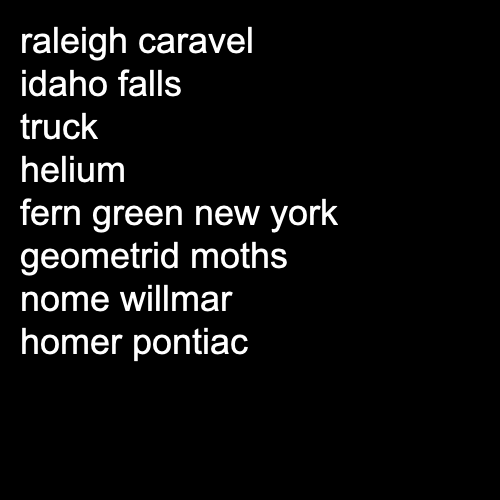 raleigh caravel
idaho falls
truck
helium
fern green new york
geometrid moths
nome willmar
homer pontiac